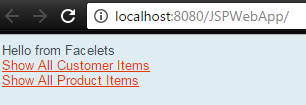 localhost:8080/JSPWebApp/
Hello from Facelets
Show All Customer Items
Show All Product Items